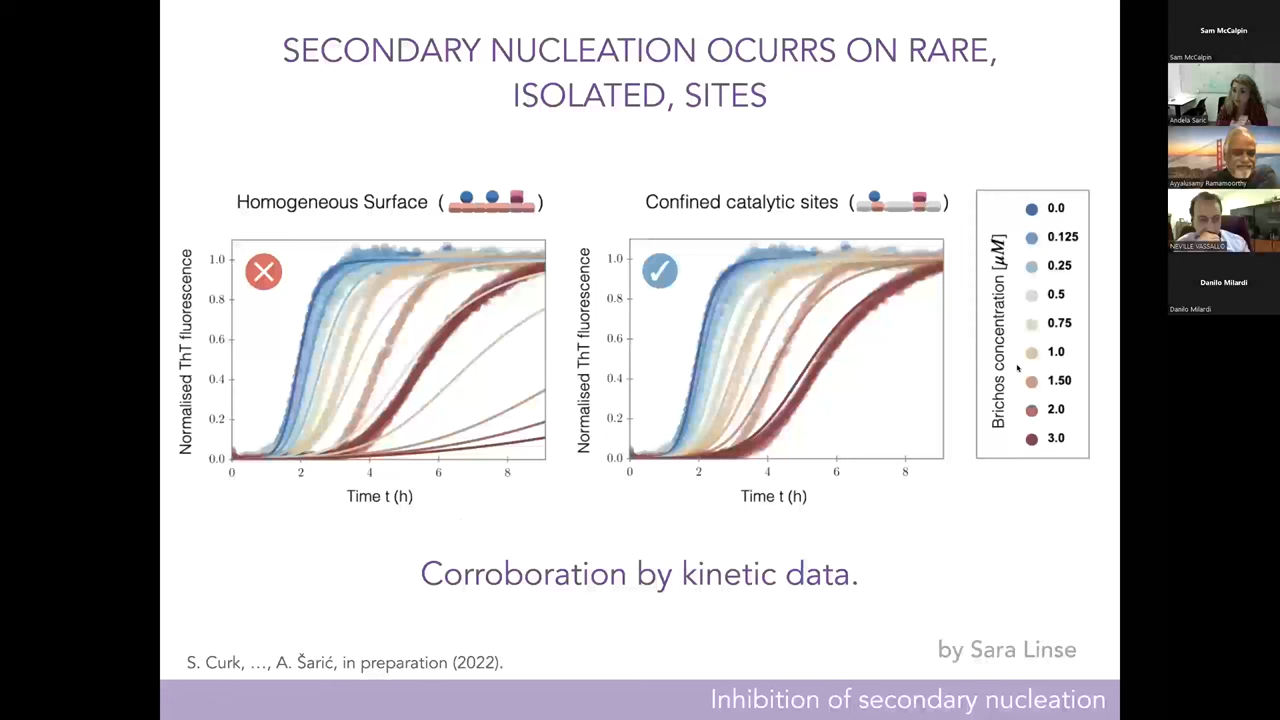 SECONDARY NUCLEATION OCURRS ON RARE,
ISOLATED, SITES
Homogeneous Surface ( )
Confined catalytic sites ( )
Normalised ThT fluorescence
1.0
0.8
0.6
0.4
0.2
0.0
0 2 4 6 8
Time t (h)
Normalised ThT fluorescence
1.0
0.8
0.6
0.4
0.2
0.0
0 2 4 6 8
Time t (h)
Brichos concentration [μM]
0.0
0.125
0.25
0.5
0.75
1.0
1.50
2.0
3.0
Corroboration by kinetic data.
by Sara Linse
S. Curk, …, A. Šarić, in preparation (2022).
Inhibition of secondary nucleation
Sam McCalpin
Sam McCalpin
Andela Saric
Ayyalusamy Ramamoorthy
NEVILLE VASSALLO
Danilo Milardi
Danilo Milardi